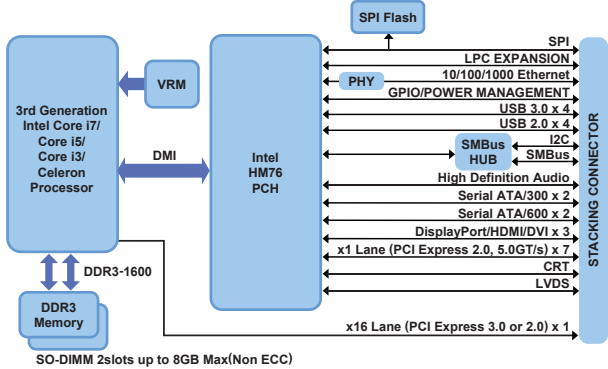 SPI Flash
SPI
LPC EXPANSION
PHY
10/100/1000 Ethernet
GPIO/POWER MANAGEMENT
USB 3.0 x 4
USB 2.0 x 4
I2C
SMBus
HUB
SMBus
High Definition Audio
Serial ATA/300 x 2
Serial ATA/600 x 2
DisplayPort/HDMI/DVI x 3
x1 Lane (PCI Express 2.0, 5.0GT/s) x 7
CRT
LVDS
x16 Lane (PCI Express 3.0 or 2.0) x 1
STACKING CONNECTOR
VRM
3rd Generation
Intel Core i7/
Core i5/
Core i3/
Celeron
Processor
DMI
Intel
HM76
PCH
DDR3-1600
DDR3
Memory
SO-DIMM 2slots up to 8GB Max(Non ECC)